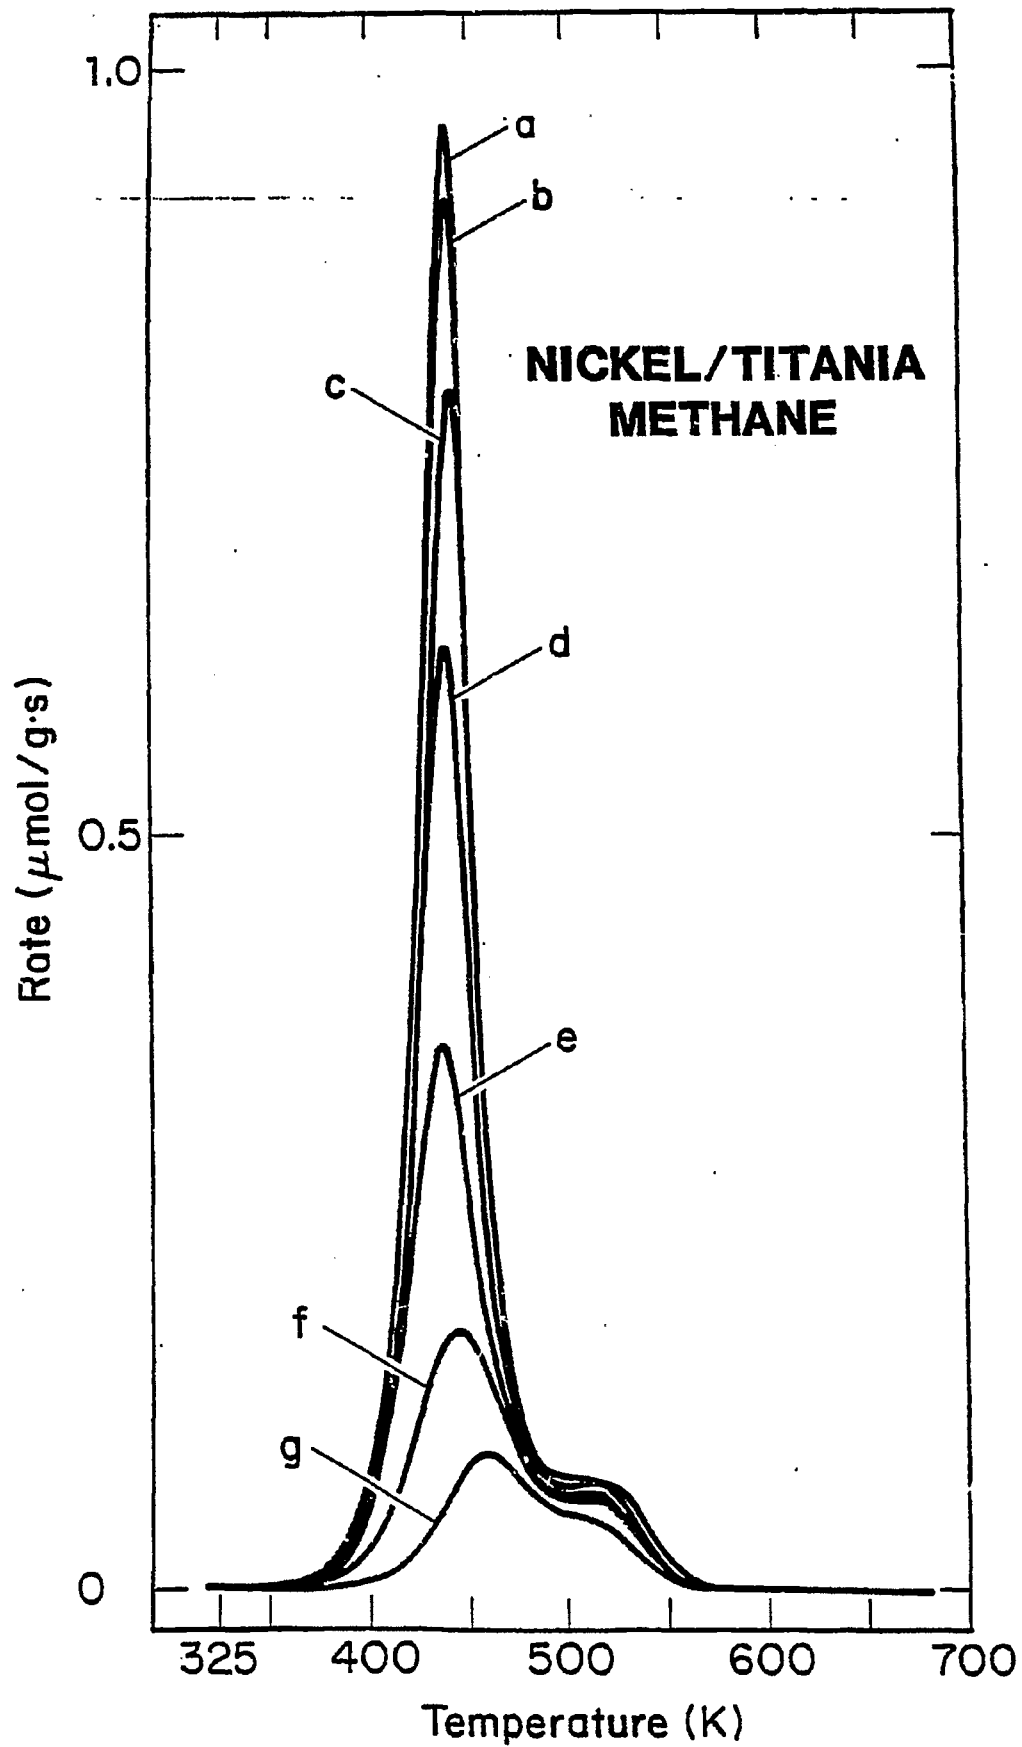 1.0
a
b
NICKEL/TITANIA
METHANE
c
d
Rate (μmol/g·s)
0.5
e
f
g
0
325 400 500 600 700
Temperature (K)